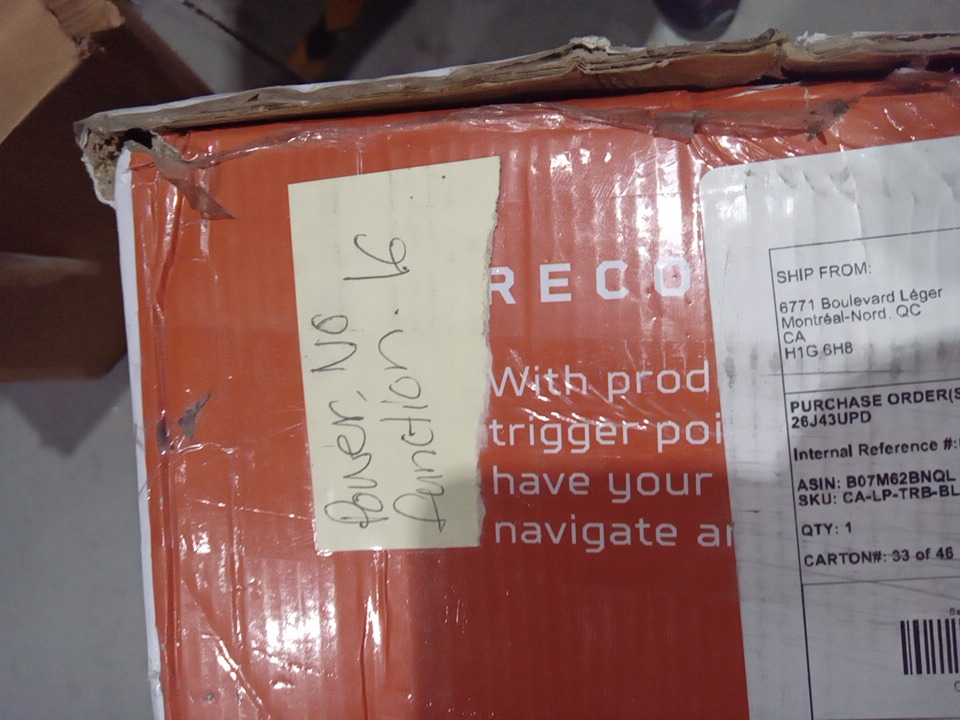 Power, No
function. LG
RECO
With prod
trigger poi
have your
navigate an
SHIP FROM:
6771 Boulevard Léger
Montréal-Nord, QC
CA
H1G 6H8
PURCHASE ORDER(S
26J43UPD
Internal Reference #:
ASIN: B07M62BNQL
SKU: CA-LP-TRB-BL
QTY: 1
CARTON#: 33 of 46